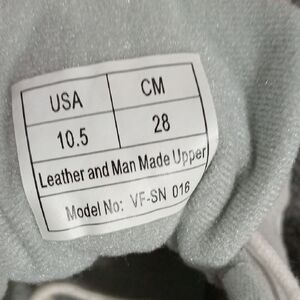 USA CM
10.5 28
Leather and Man Made Upper
Model No: VF-SN 016